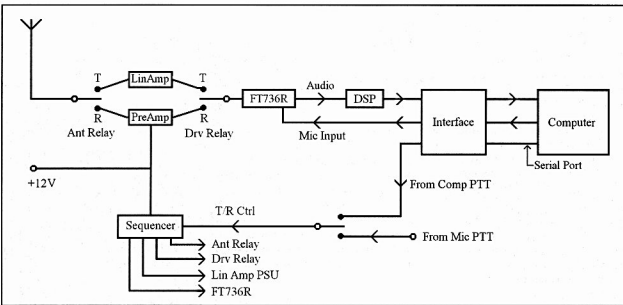 T
LinAmp
T
R
PreAmp
R
Ant Relay
Drv Relay
FT736R
Audio
DSP
Mic Input
Interface
Computer
Serial Port
+12V
From Comp PTT
T/R Ctrl
From Mic PTT
Sequencer
Ant Relay
Drv Relay
Lin Amp PSU
FT736R